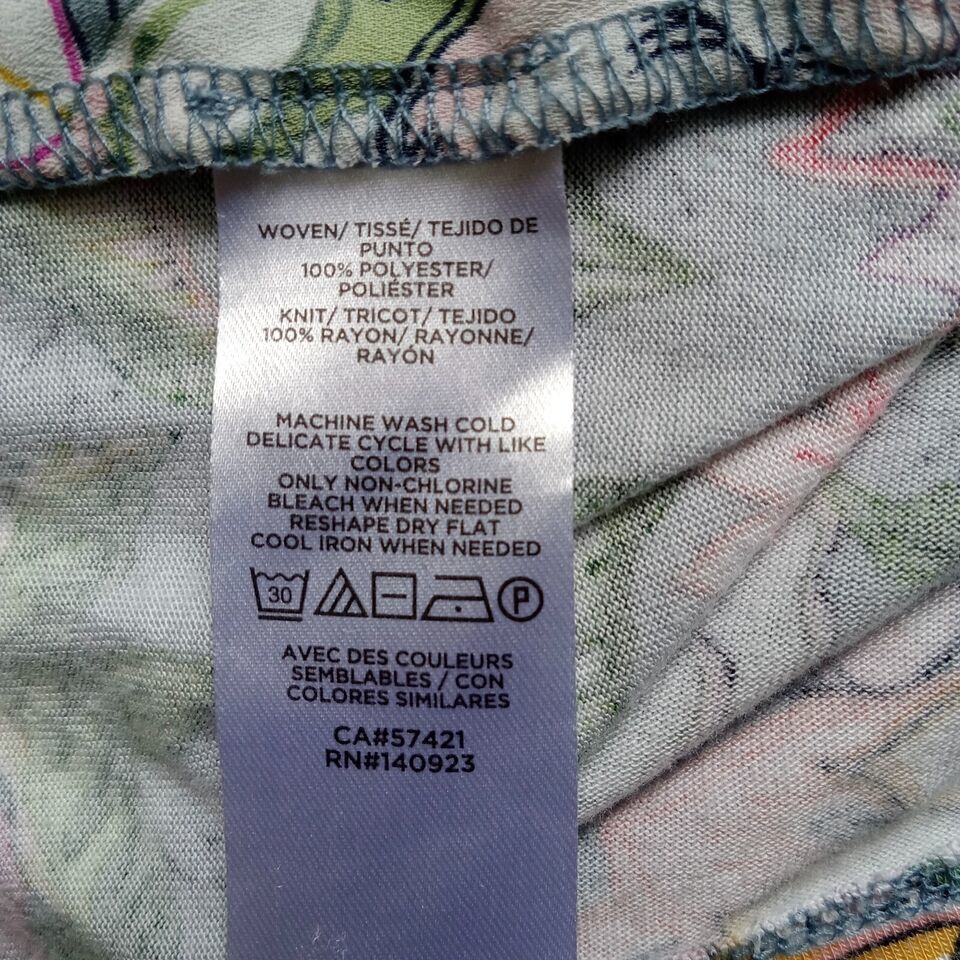 WOVEN/ TISSÉ/ TEJIDO DE
PUNTO
100% POLYESTER/
POLIÉSTER
KNIT/ TRICOT/ TEJIDO
100% RAYON/ RAYONNE/
RAYÓN
MACHINE WASH COLD
DELICATE CYCLE WITH LIKE
COLORS
ONLY NON-CHLORINE
BLEACH WHEN NEEDED
RESHAPE DRY FLAT
COOL IRON WHEN NEEDED
30 P
AVEC DES COULEURS
SEMBLABLES / CON
COLORES SIMILARES
CA#57421
RN#140923